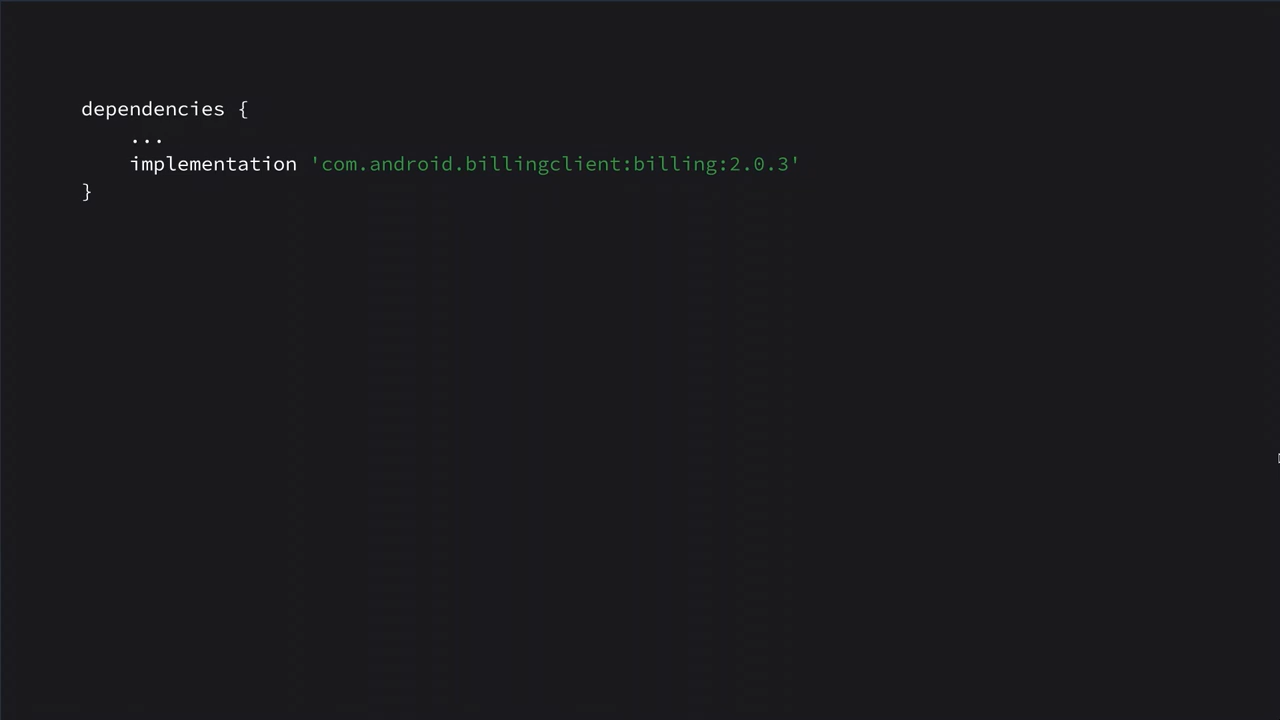 dependencies {
...
implementation 'com.android.billingclient:billing:2.0.3'
}